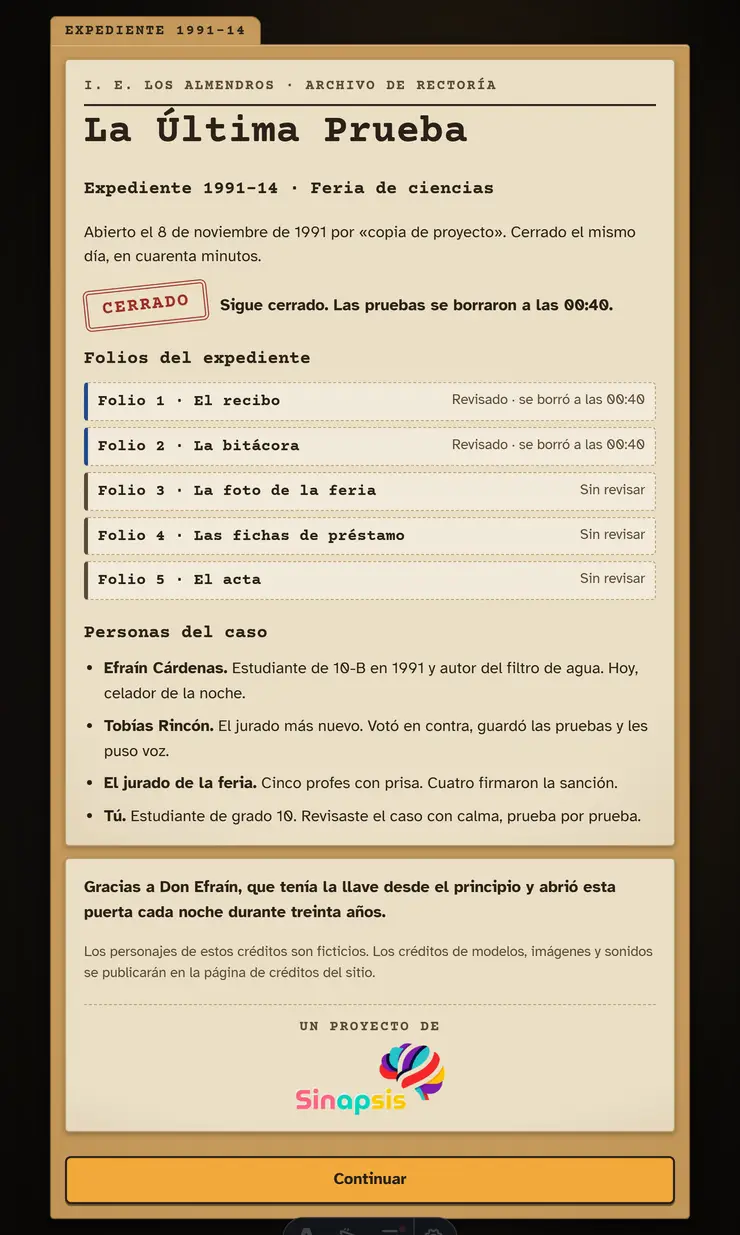 EXPEDIENTE 1991-14
I. E. LOS ALMENDROS · ARCHIVO DE RECTORÍA
La Última Prueba
Expediente 1991-14 · Feria de ciencias
Abierto el 8 de noviembre de 1991 por «copia de proyecto». Cerrado el mismo
día, en cuarenta minutos.
CERRADO
Sigue cerrado. Las pruebas se borraron a las 00:40.
Folios del expediente
Folio 1 · El recibo Revisado · se borró a las 00:40
Folio 2 · La bitácora Revisado · se borró a las 00:40
Folio 3 · La foto de la feria Sin revisar
Folio 4 · Las fichas de préstamo Sin revisar
Folio 5 · El acta Sin revisar
Personas del caso
• Efraín Cárdenas. Estudiante de 10-B en 1991 y autor del filtro de agua. Hoy,
celador de la noche.
• Tobías Rincón. El jurado más nuevo. Votó en contra, guardó las pruebas y les
puso voz.
• El jurado de la feria. Cinco profes con prisa. Cuatro firmaron la sanción.
• Tú. Estudiante de grado 10. Revisaste el caso con calma, prueba por prueba.
Gracias a Don Efraín, que tenía la llave desde el principio y abrió esta
puerta cada noche durante treinta años.
Los personajes de estos créditos son ficticios. Los créditos de modelos, imágenes y sonidos
se publicarán en la página de créditos del sitio.
UN PROYECTO DE
Sinapsis
Continuar